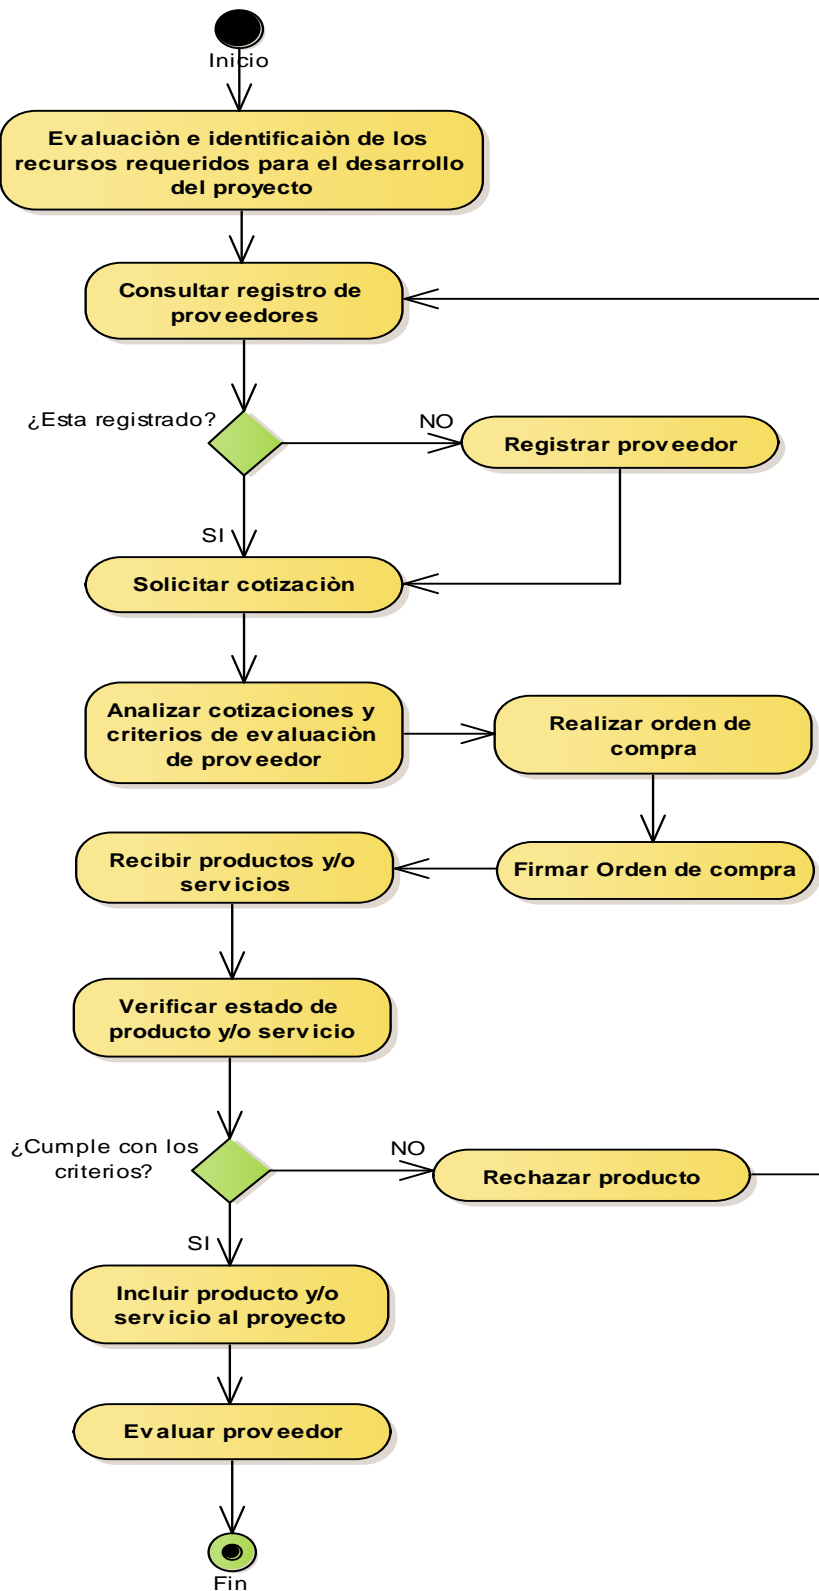 Inicio
Evaluaciòn e identificaiòn de los
recursos requeridos para el desarrollo
del proyecto
Consultar registro de
proveedores
¿Esta registrado?
NO
Registrar proveedor
SI
Solicitar cotizaciòn
Analizar cotizaciones y
criterios de evaluaciòn
de proveedor
Realizar orden de
compra
Firmar Orden de compra
Recibir productos y/o
servicios
Verificar estado de
producto y/o servicio
¿Cumple con los
criterios?
NO
Rechazar producto
SI
Incluir producto y/o
servicio al proyecto
Evaluar proveedor
Fin